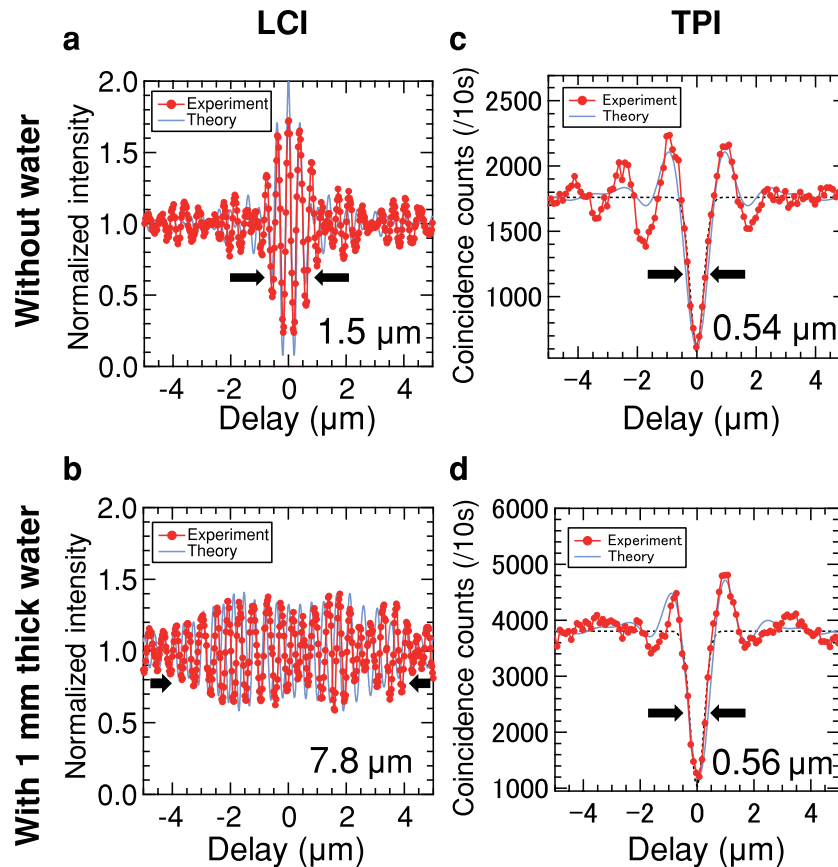 LCI
TPI
Without water
a
Normalized intensity
2.0
1.5
1.0
0.5
0.0
Experiment
Theory
1.5 µm
-4 -2 0 2 4
Delay (µm)
c
Coincidence counts (/10s)
2500
2000
1500
1000
Experiment
Theory
0.54 µm
−4 −2 0 2 4
Delay (µm)
With 1 mm thick water
b
Normalized intensity
2.0
1.5
1.0
0.5
0.0
Experiment
Theory
7.8 µm
-4 -2 0 2 4
Delay (µm)
d
Coincidence counts (/10s)
6000
5000
4000
3000
2000
1000
Experiment
Theory
0.56 µm
−4 −2 0 2 4
Delay (µm)